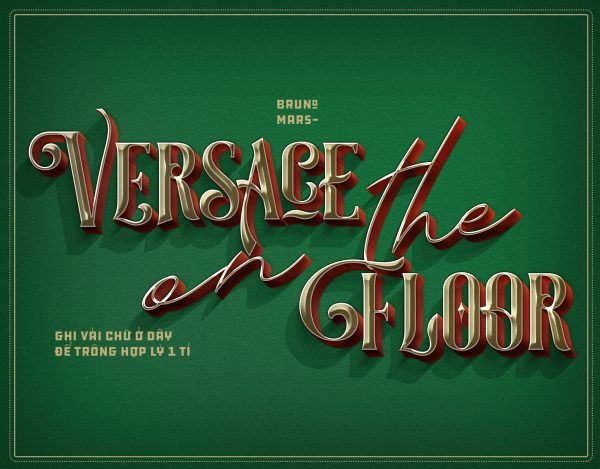 BRUNO
MARS-
VERSACE
on the
FLOOR
GHI VÀI CHỮ Ở ĐÂY
ĐỂ TRÔNG HỢP LÝ 1 TÍ